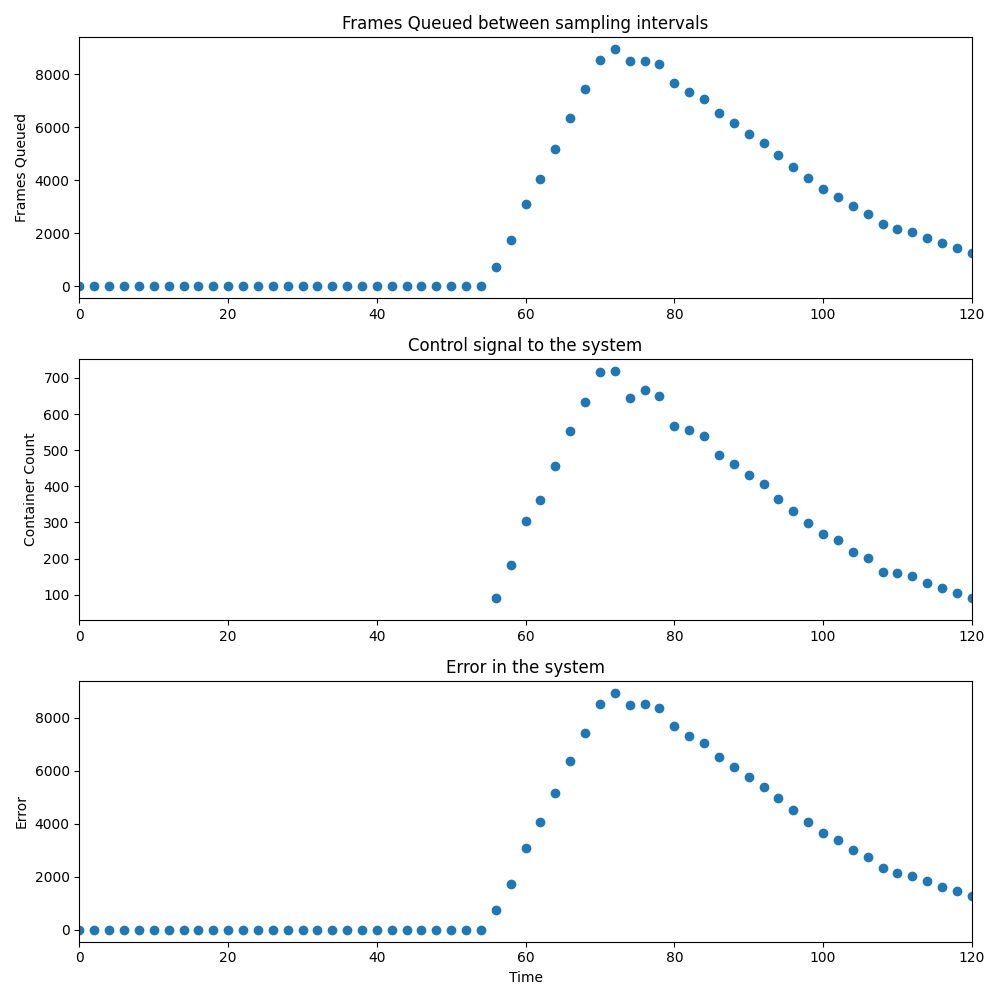 Frames Queued between sampling intervals
Frames Queued
8000
6000
4000
2000
0
0 20 40 60 80 100 120
Control signal to the system
Container Count
700
600
500
400
300
200
100
0 20 40 60 80 100 120
Error in the system
Error
8000
6000
4000
2000
0
0 20 40 60 80 100 120
Time